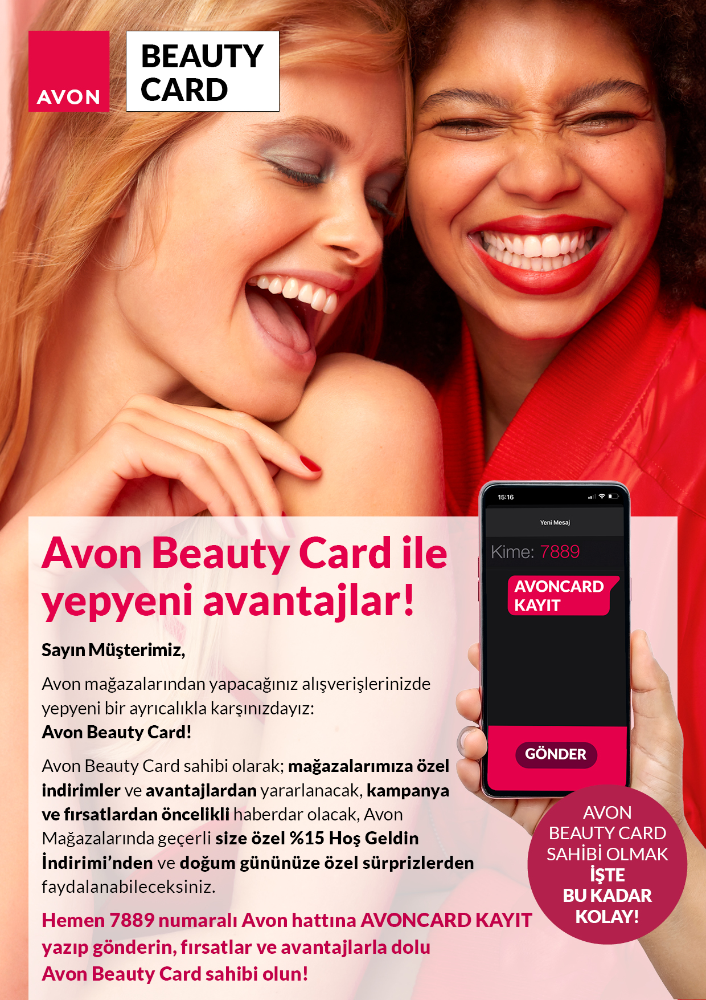 AVON
BEAUTY
CARD
15:16
Yeni Mesaj
Kime: 7889
AVONCARD
KAYIT
GÖNDER
Avon Beauty Card ile
yepyeni avantajlar!
Sayın Müşterimiz,
Avon mağazalarından yapacağınız alışverişlerinizde
yepyeni bir ayrıcalıkla karşınızdayız:
Avon Beauty Card!
Avon Beauty Card sahibi olarak; mağazalarımıza özel
indirimler ve avantajlardan yararlanacak, kampanya
ve fırsatlardan öncelikli haberdar olacak, Avon
Mağazalarında geçerli size özel %15 Hoş Geldin
İndirimi’nden ve doğum gününüze özel sürprizlerden
faydalanabileceksiniz.
Hemen 7889 numaralı Avon hattına AVONCARD KAYIT
yazıp gönderin, fırsatlar ve avantajlarla dolu
Avon Beauty Card sahibi olun!
AVON
BEAUTY CARD
SAHİBİ OLMAK
İŞTE
BU KADAR
KOLAY!